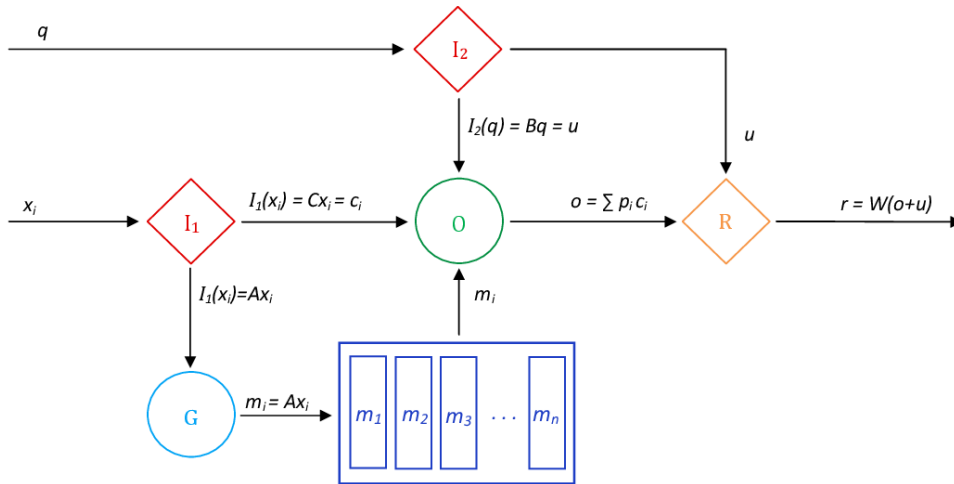 q
I₂
I₂(q) = Bq = u
u
xᵢ
I₁
I₁(xᵢ) = Cxᵢ = cᵢ
O
o = ∑ pᵢ cᵢ
R
r = W(o+u)
I₁(xᵢ)=Axᵢ
mᵢ
G
mᵢ = Axᵢ
m₁ m₂ m₃ · · · mₙ